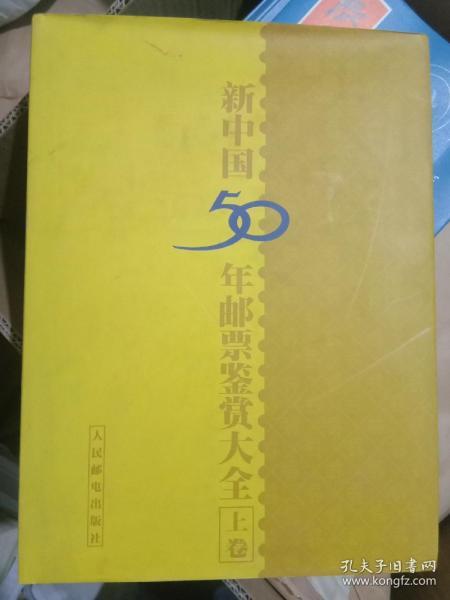 新中国
50
年邮票鉴赏大全
上卷
人民邮电出版社
孔夫子旧书网
www.kongfz.com